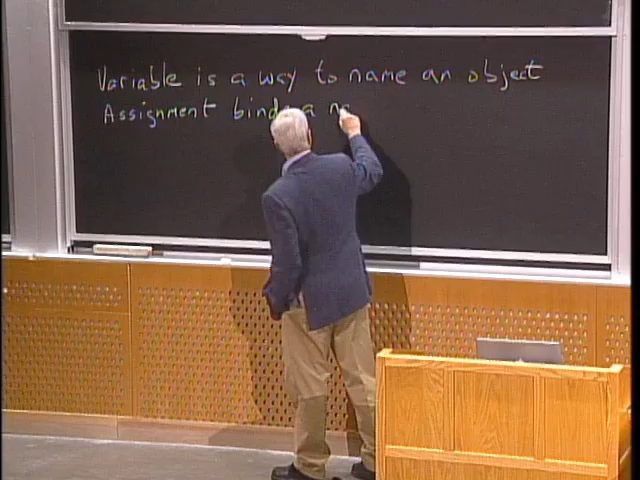 Variable is a way to name an object
Assignment binds a